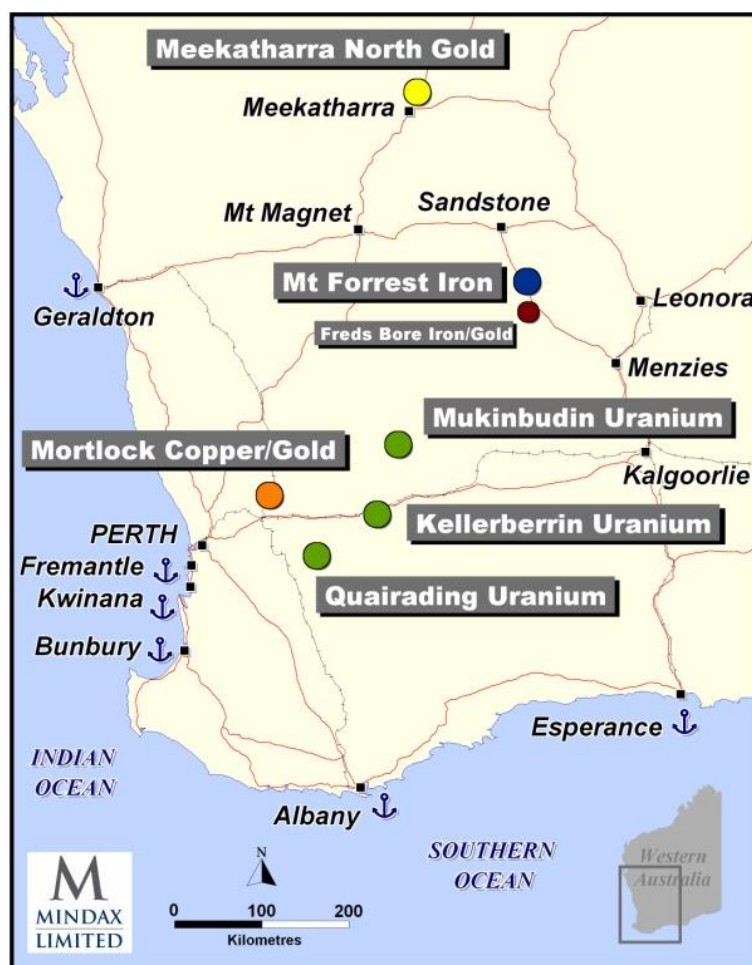 Meekatharra North Gold
Meekatharra
Sandstone
Mt Magnet
Mt Forrest Iron
Geraldton
Leonora
Freds Bore Iron/Gold
Menzies
Mukinbudin Uranium
Mortlock Copper/Gold
Kalgoorlie
Kellerberrin Uranium
PERTH
Fremantle
Kwinana
Quairading Uranium
Bunbury
Esperance
INDIAN
OCEAN
Albany
SOUTHERN
OCEAN
Western
Australia
N
M
MINDAX
LIMITED
0 100 200
Kilometres